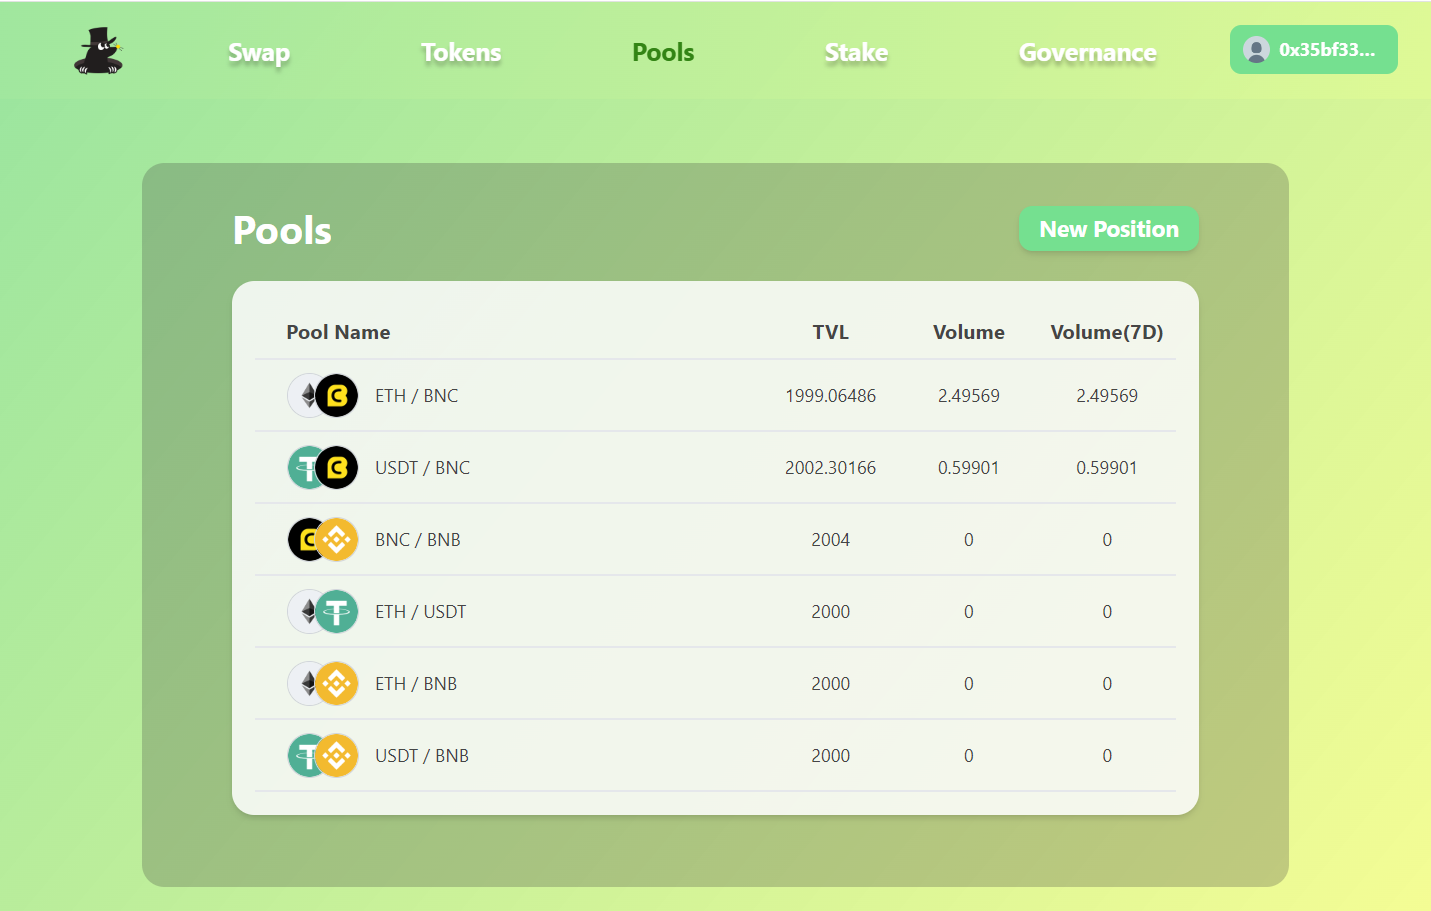 Swap Tokens Pools Stake Governance 0x35bf33...
Pools New Position
Pool Name TVL Volume Volume(7D)
ETH / BNC 1999.06486 2.49569 2.49569
USDT / BNC 2002.30166 0.59901 0.59901
BNC / BNB 2004 0 0
ETH / USDT 2000 0 0
ETH / BNB 2000 0 0
USDT / BNB 2000 0 0